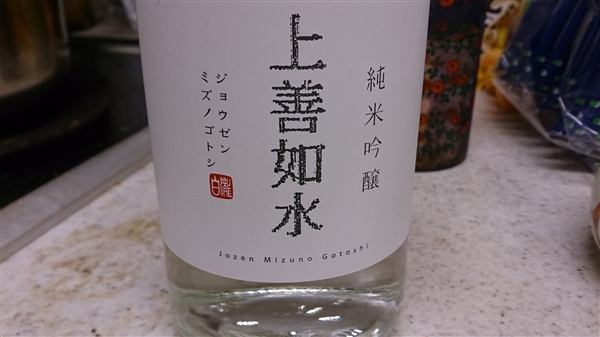 純米吟醸
上善如水
ジョウゼン
ミズノゴトシ
白瀧
Jozen Mizuno Gotoshi